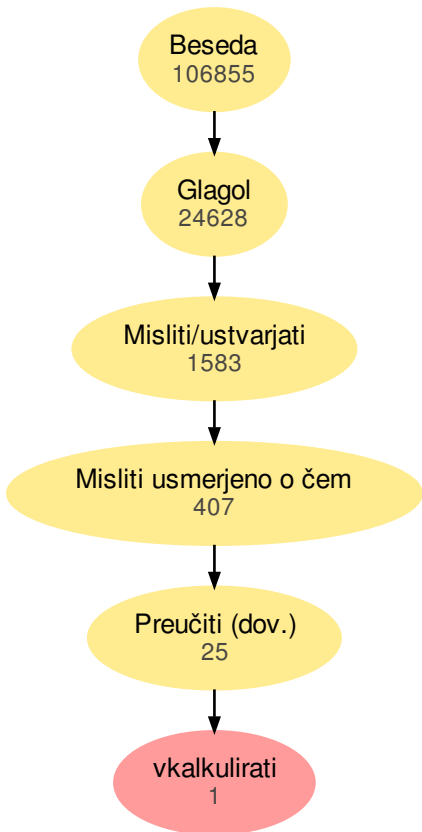 Beseda
106855
Glagol
24628
Misliti/ustvarjati
1583
Misliti usmerjeno o čem
407
Preučiti (dov.)
25
vkalkulirati
1